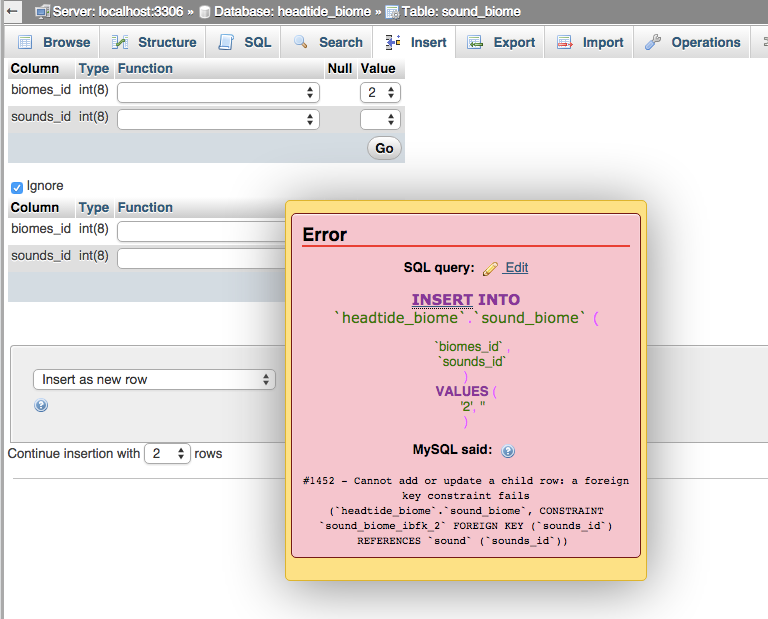 Server: localhost:3306 » Database: headtide_biome » Table: sound_biome
Browse Structure SQL Search Insert Export Import Operations
Column Type Function Null Value
biomes_id int(8) 2
sounds_id int(8)
Go
Ignore
Column Type Function
biomes_id int(8)
sounds_id int(8)
Insert as new row
Continue insertion with 2 rows
Error
SQL query: Edit
INSERT INTO
`headtide_biome`.`sound_biome` (
`biomes_id` ,
`sounds_id`
)
VALUES (
'2', ''
)
MySQL said:
#1452 - Cannot add or update a child row: a foreign
key constraint fails
(`headtide_biome`.`sound_biome`, CONSTRAINT
`sound_biome_ibfk_2` FOREIGN KEY (`sounds_id`)
REFERENCES `sound` (`sounds_id`))